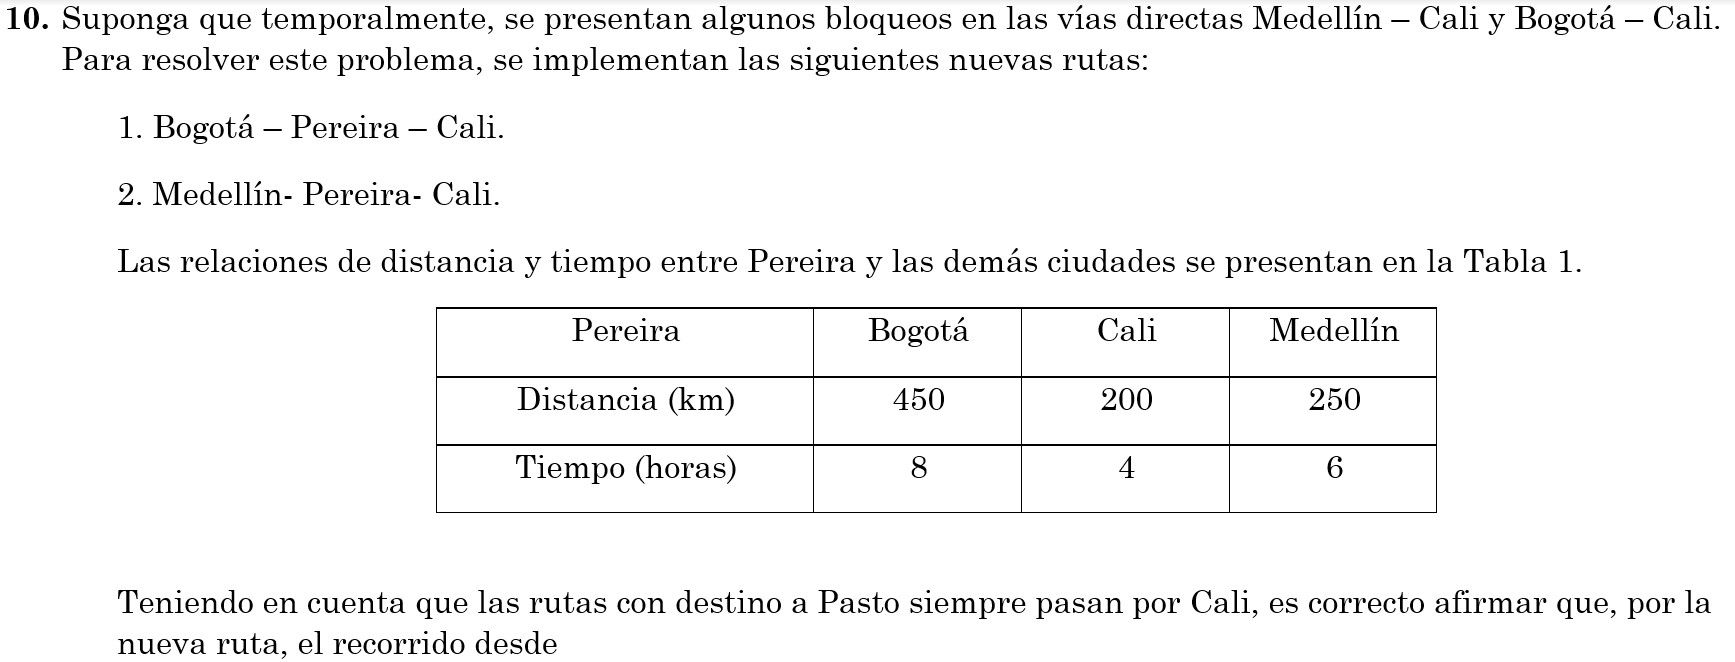 10. Suponga que temporalmente, se presentan algunos bloqueos en las vías directas Medellín – Cali y Bogotá – Cali.
Para resolver este problema, se implementan las siguientes nuevas rutas:
1. Bogotá – Pereira – Cali.
2. Medellín- Pereira- Cali.
Las relaciones de distancia y tiempo entre Pereira y las demás ciudades se presentan en la Tabla 1.
Pereira Bogotá Cali Medellín
Distancia (km) 450 200 250
Tiempo (horas) 8 4 6
Teniendo en cuenta que las rutas con destino a Pasto siempre pasan por Cali, es correcto afirmar que, por la
nueva ruta, el recorrido desde